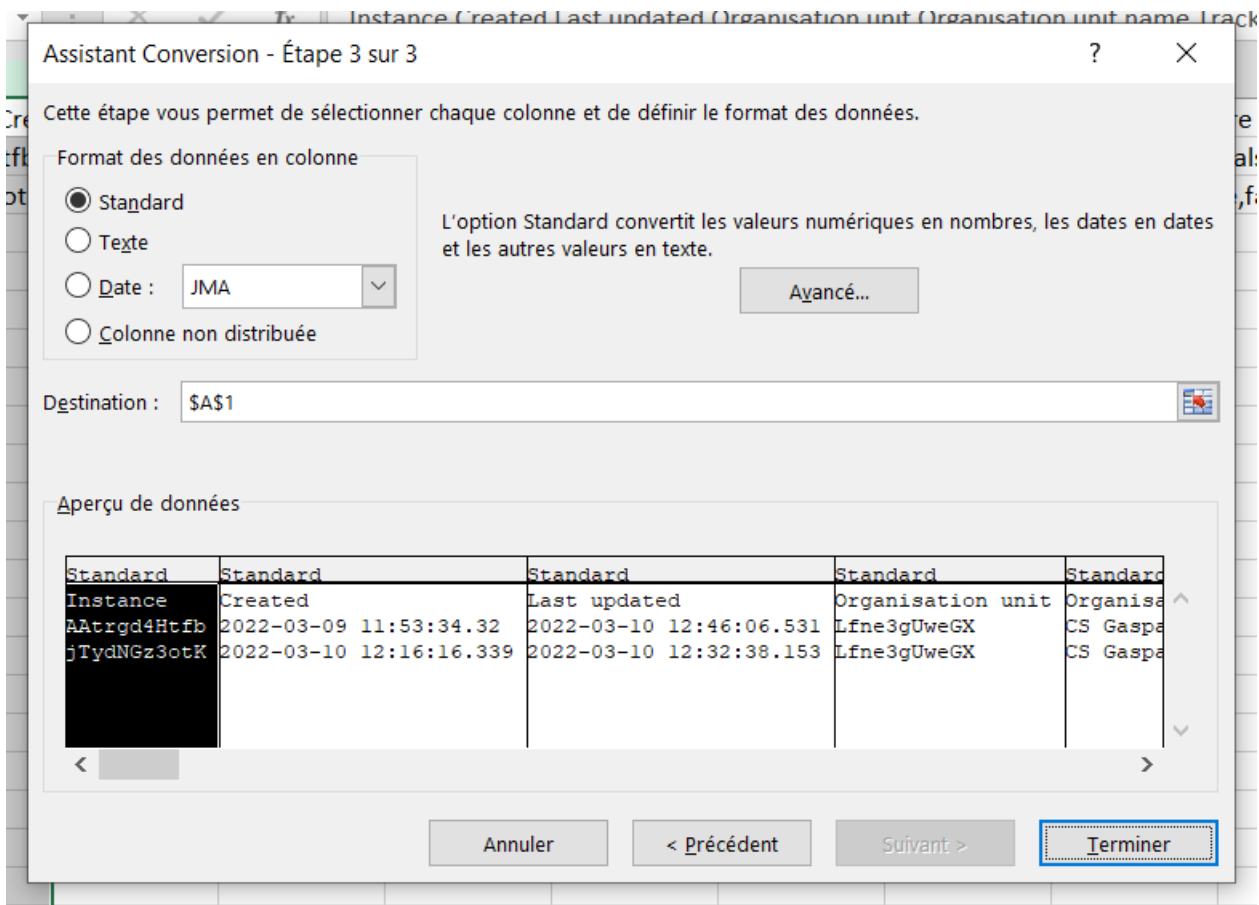 Instance,Created,Last updated,Organisation unit,Organisation unit name,Track
Assistant Conversion - Étape 3 sur 3
?
Cette étape vous permet de sélectionner chaque colonne et de définir le format des données.
Format des données en colonne
Standard
Texte
Date : JMA
Colonne non distribuée
L'option Standard convertit les valeurs numériques en nombres, les dates en dates
et les autres valeurs en texte.
Avancé...
Destination : $A$1
Aperçu de données
Standard Standard Standard Standard Standard
Instance Created Last updated Organisation unit Organisa
AAtrgd4Htfb 2022-03-09 11:53:34.32 2022-03-10 12:46:06.531 Lfne3gUweGX CS Gaspa
jTydNGz3otK 2022-03-10 12:16:16.339 2022-03-10 12:32:38.153 Lfne3gUweGX CS Gaspa
Annuler < Précédent Suivant > Terminer